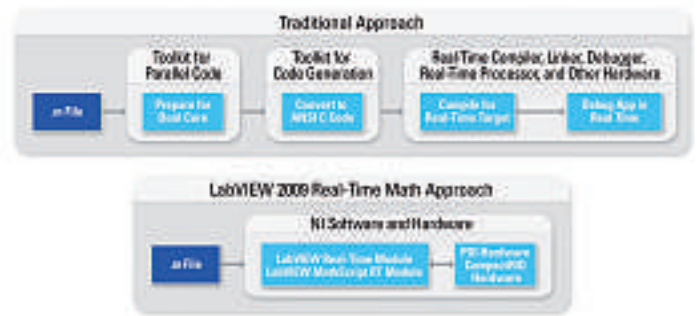 Traditional Approach
Toolkit for
Parallel Code
Toolkit for
Code Generation
Real-Time Compiler, Linker, Debugger,
Real-Time Processor, and Other Hardware
.m File
Prepare for
Dual Core
Convert to
ANSI C Code
Compile for
Real-Time Target
Debug App in
Real Time
LabVIEW 2009 Real-Time Math Approach
NI Software and Hardware
.m File
LabVIEW Real-Time Module
LabVIEW MathScript RT Module
PXI Hardware
CompactRIO
Hardware